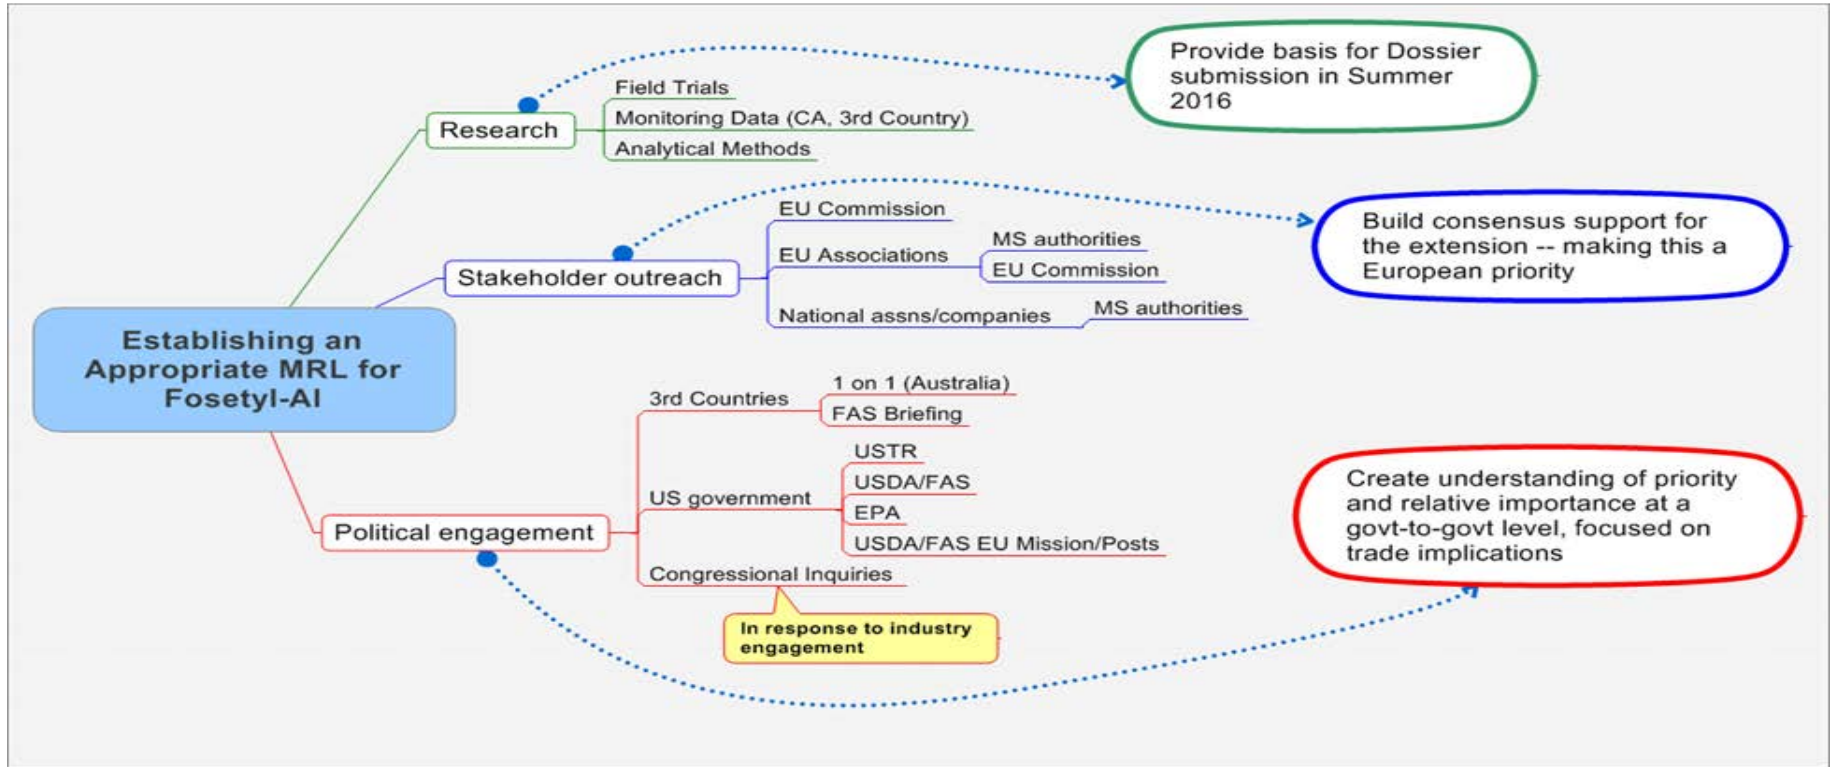 Provide basis for Dossier
submission in Summer
2016
Field Trials
Monitoring Data (CA, 3rd Country)
Analytical Methods
Research
EU Commission
EU Associations
MS authorities
EU Commission
National assns/companies
MS authorities
Stakeholder outreach
Build consensus support for
the extension -- making this a
European priority
Establishing an
Appropriate MRL for
Fosetyl-Al
3rd Countries
1 on 1 (Australia)
FAS Briefing
US government
USTR
USDA/FAS
EPA
USDA/FAS EU Mission/Posts
Congressional Inquiries
Political engagement
In response to industry
engagement
Create understanding of priority
and relative importance at a
govt-to-govt level, focused on
trade implications